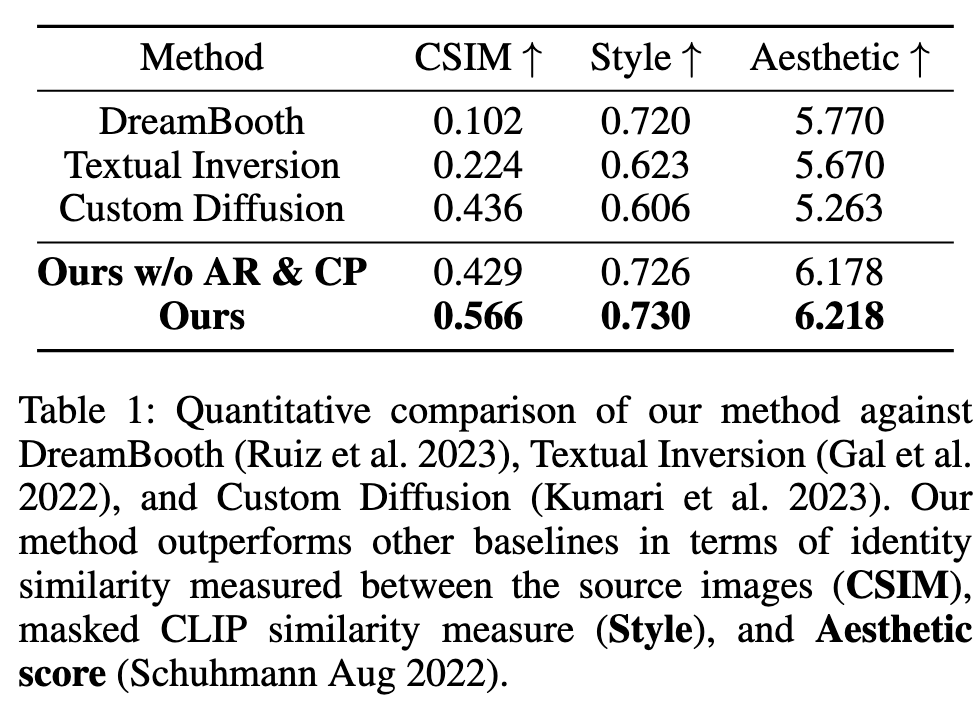 Method CSIM ↑ Style ↑ Aesthetic ↑
DreamBooth 0.102 0.720 5.770
Textual Inversion 0.224 0.623 5.670
Custom Diffusion 0.436 0.606 5.263
Ours w/o AR & CP 0.429 0.726 6.178
Ours 0.566 0.730 6.218
Table 1: Quantitative comparison of our method against
DreamBooth (Ruiz et al. 2023), Textual Inversion (Gal et al.
2022), and Custom Diffusion (Kumari et al. 2023). Our
method outperforms other baselines in terms of identity
similarity measured between the source images (CSIM),
masked CLIP similarity measure (Style), and Aesthetic
score (Schuhmann Aug 2022).